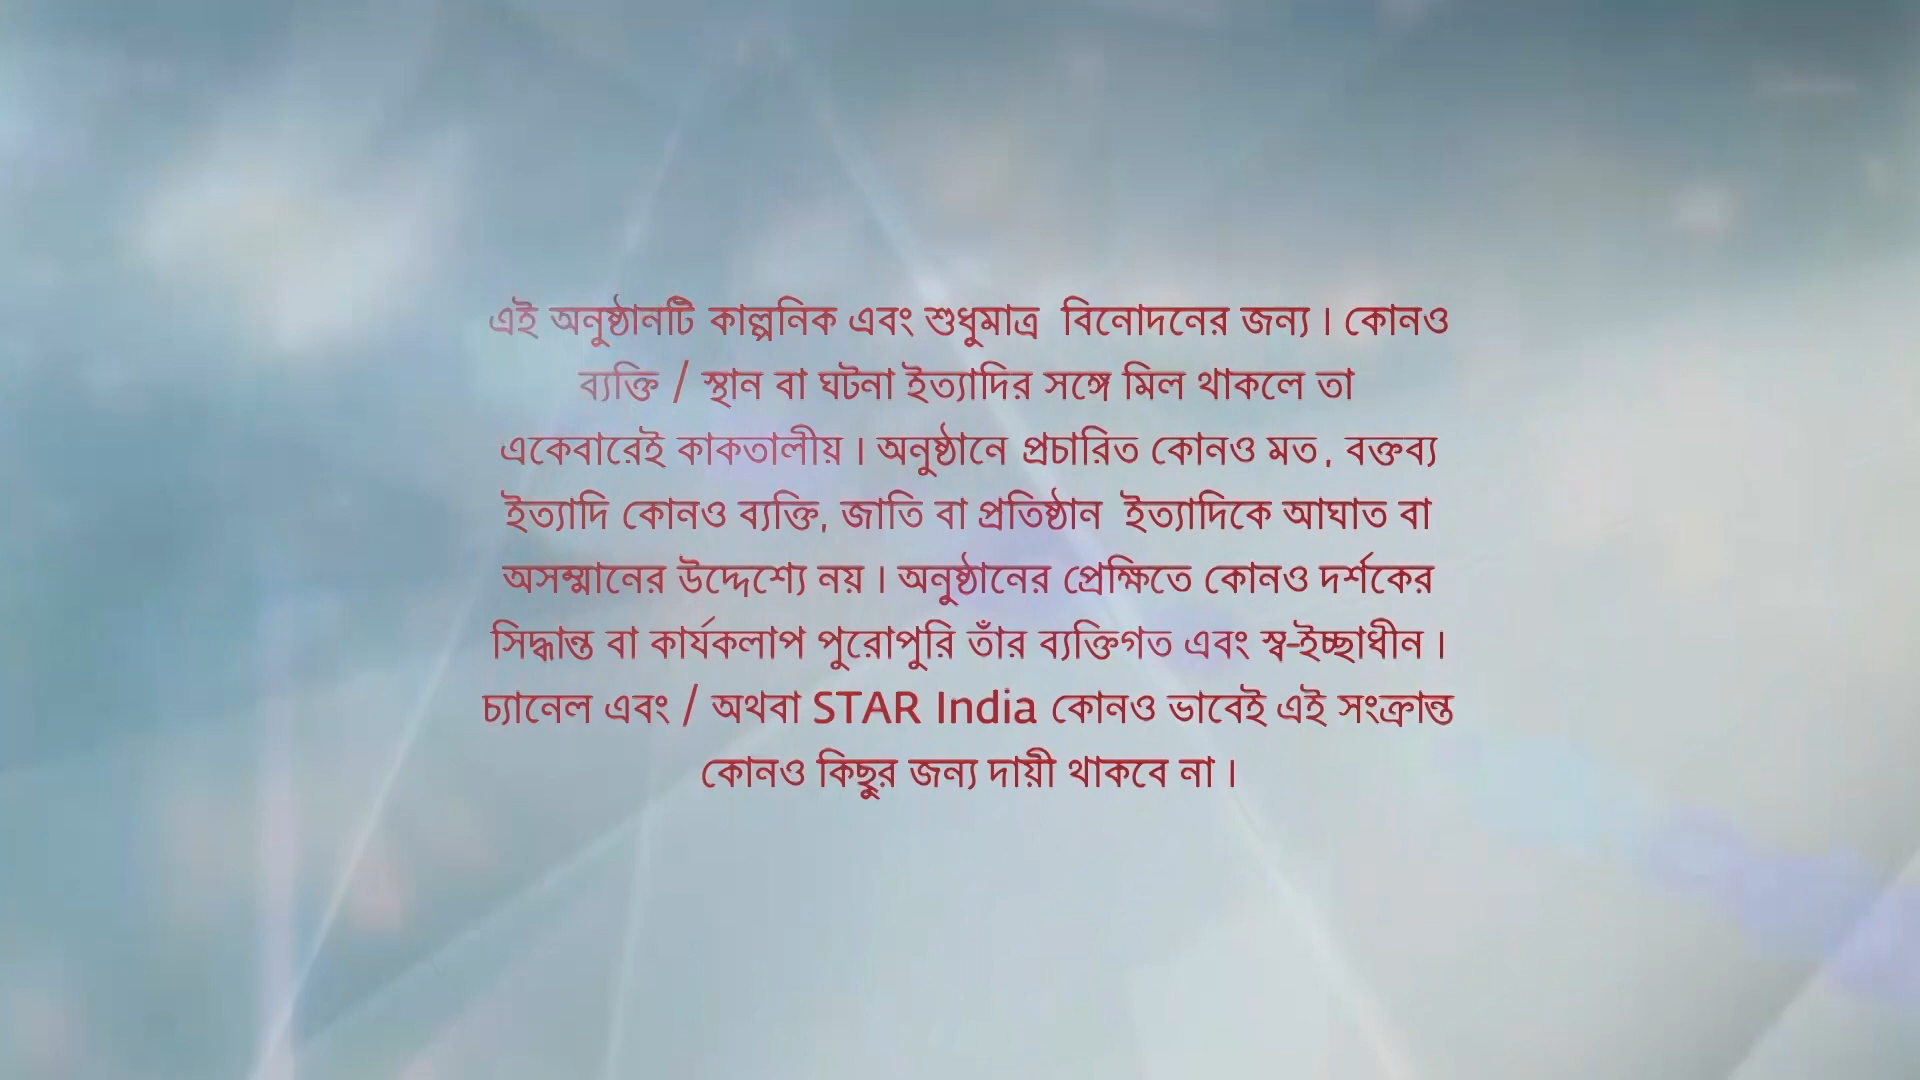 এই অনুষ্ঠানটি কাল্পনিক এবং শুধুমাত্র বিনোদনের জন্য । কোনও
ব্যক্তি / স্থান বা ঘটনা ইত্যাদির সঙ্গে মিল থাকলে তা
একেবারেই কাকতালীয় । অনুষ্ঠানে প্রচারিত কোনও মত , বক্তব্য
ইত্যাদি কোনও ব্যক্তি, জাতি বা প্রতিষ্ঠান ইত্যাদিকে আঘাত বা
অসম্মানের উদ্দেশ্যে নয় । অনুষ্ঠানের প্রেক্ষিতে কোনও দর্শকের
সিদ্ধান্ত বা কার্যকলাপ পুরোপুরি তাঁর ব্যক্তিগত এবং স্ব-ইচ্ছাধীন ।
চ্যানেল এবং / অথবা STAR India কোনও ভাবেই এই সংক্রান্ত
কোনও কিছুর জন্য দায়ী থাকবে না ।